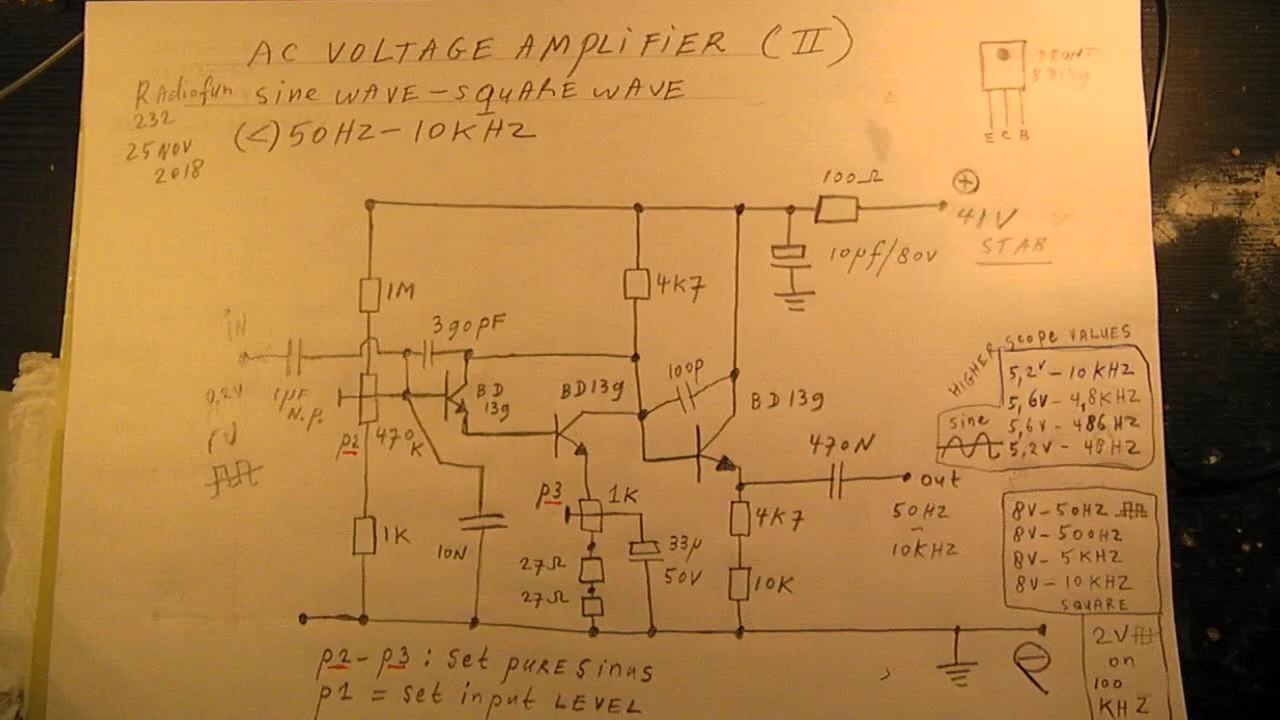 AC VOLTAGE AMPLIFIER (II)
RAdiofun sine WAVE-SQUARE WAVE
232
(<) 50HZ-10KHZ
25 NOV
2018
FRONT
BD139
E C B
100Ω
+
41V
STAB
10µf/80V
1M
4K7
iN
390pF
100p
0,2V
1µF
N.p.
BD
139
BD139
BD139
p2
470K
470N
out
50HZ
-
10KHZ
p3
1K
4K7
1K
10N
27Ω
27Ω
33µ
50V
10K
HIGHER SCOPE VALUES
5,2V-10KHZ
5,6V-4,8KHZ
sine
5,6V-486HZ
5,2V-48HZ
8V-50HZ
8V-500HZ
8V-5KHZ
8V-10KHZ
SQUARE
2V
on
100
KHZ
p2-p3: set PURE SINUS
p1 = set input LEVEL